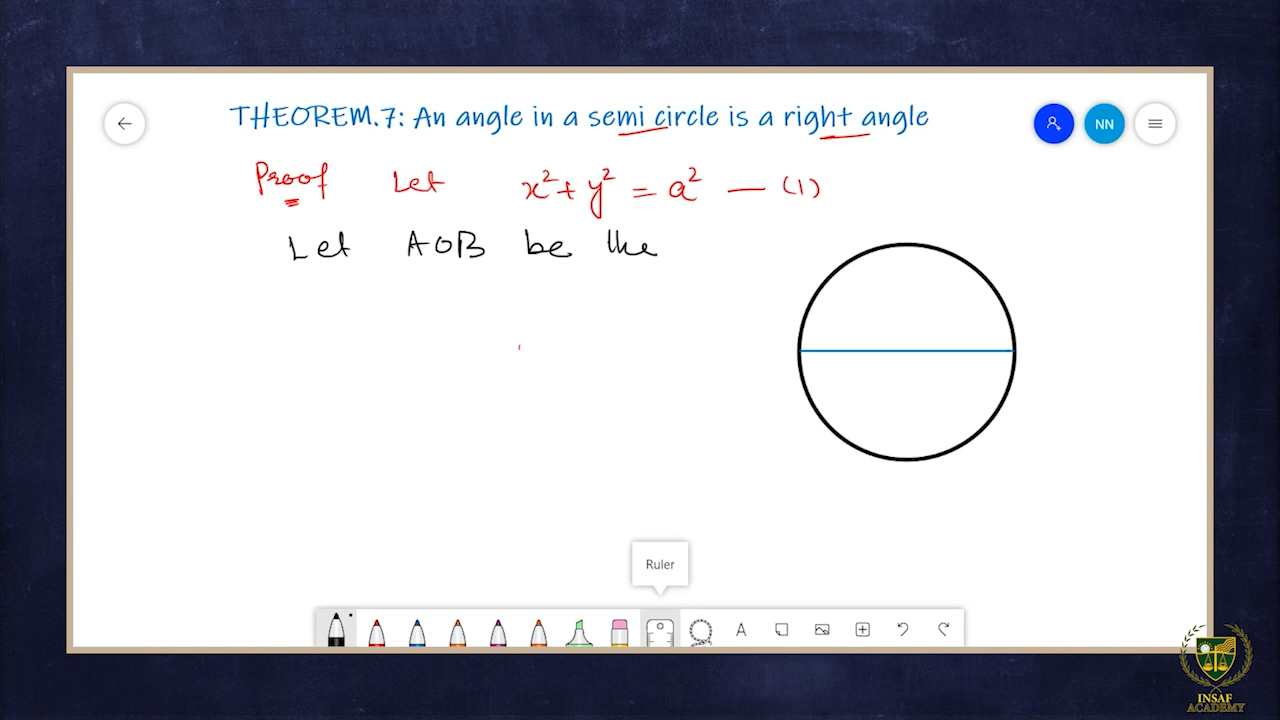 THEOREM.7: An angle in a semi circle is a right angle
NN
Proof Let x² + y² = a² — (1)
Let AOB be the
Ruler
A
INSAF
ACADEMY